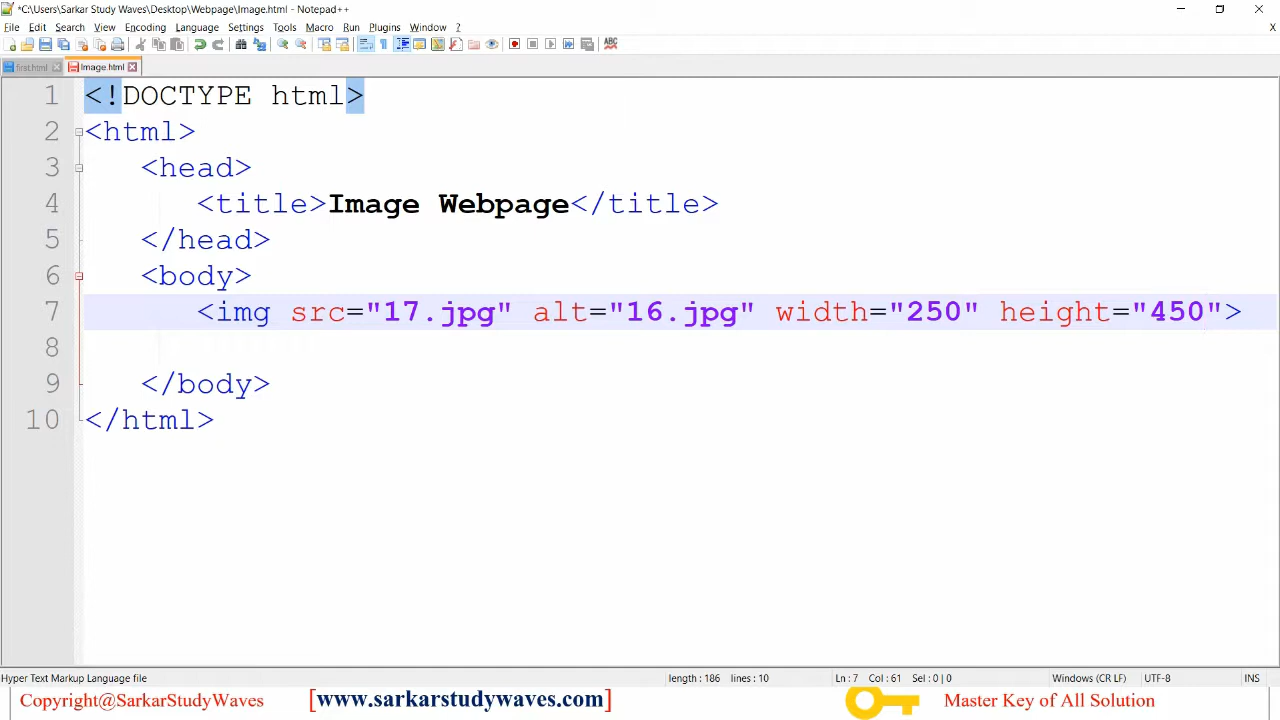 *C:\Users\Sarkar Study Waves\Desktop\Webpage\Image.html - Notepad++
File Edit Search View Encoding Language Settings Tools Macro Run Plugins Window ?
X
ABC
first.html Image.html
1 <!DOCTYPE html>
2 <html>
3 <head>
4 <title>Image Webpage</title>
5 </head>
6 <body>
7 <img src="17.jpg" alt="16.jpg" width="250" height="450">
8
9 </body>
10 </html>
Hyper Text Markup Language file length : 186 lines : 10 Ln : 7 Col : 61 Sel : 0 | 0 Windows (CR LF) UTF-8 INS
Copyright@SarkarStudyWaves [www.sarkarstudywaves.com] Master Key of All Solution